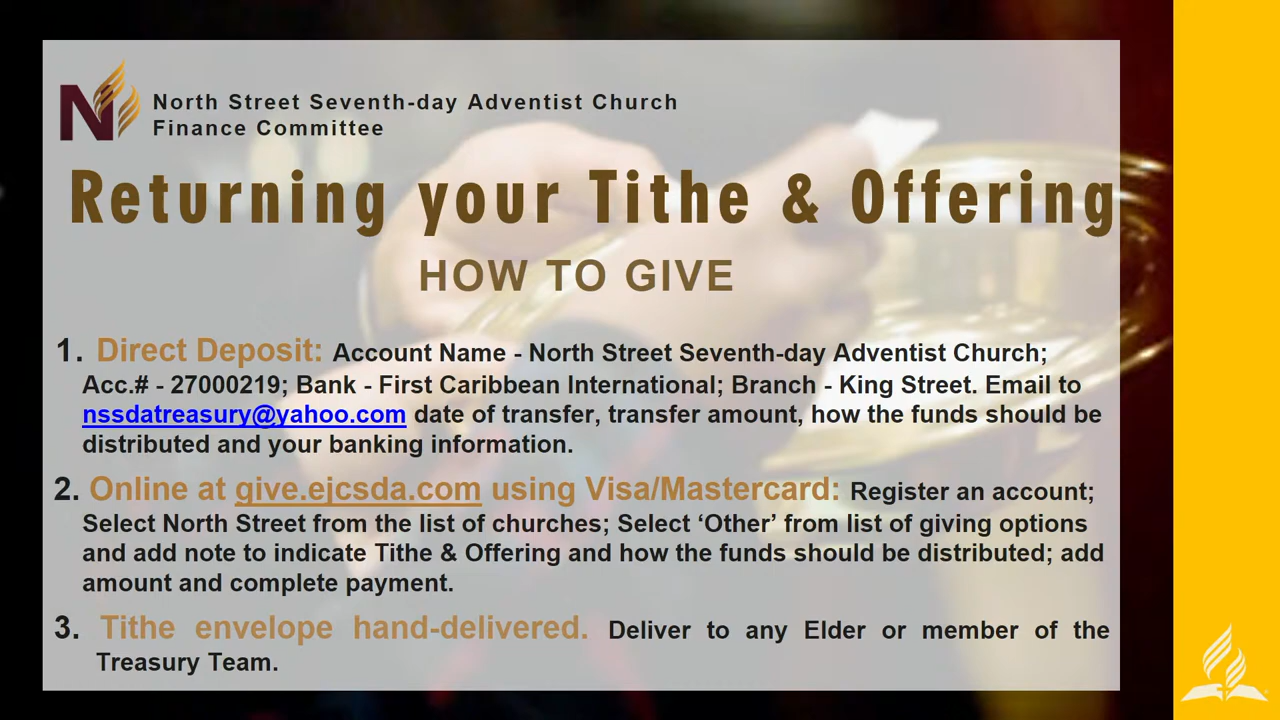 N
North Street Seventh-day Adventist Church
Finance Committee
Returning your Tithe & Offering
HOW TO GIVE
1. Direct Deposit: Account Name - North Street Seventh-day Adventist Church;
Acc.# - 27000219; Bank - First Caribbean International; Branch - King Street. Email to
nssdatreasury@yahoo.com date of transfer, transfer amount, how the funds should be
distributed and your banking information.
2. Online at give.ejcsda.com using Visa/Mastercard: Register an account;
Select North Street from the list of churches; Select ‘Other’ from list of giving options
and add note to indicate Tithe & Offering and how the funds should be distributed; add
amount and complete payment.
3. Tithe envelope hand-delivered. Deliver to any Elder or member of the
Treasury Team.